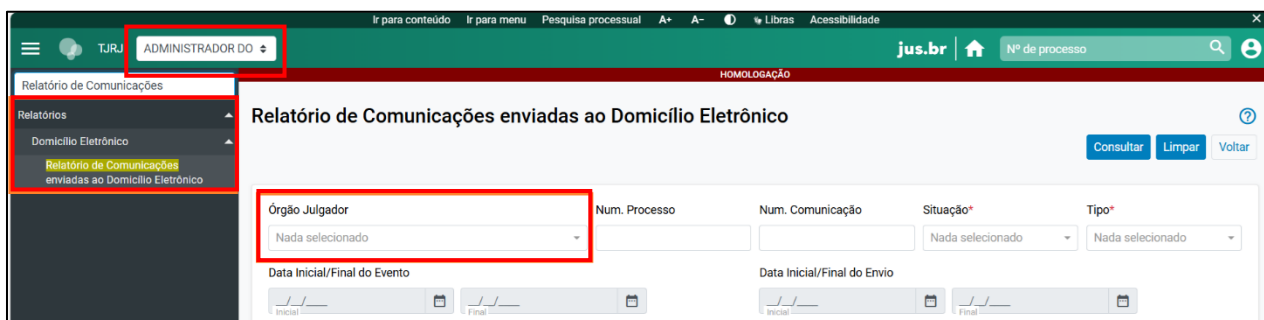 Ir para conteúdo Ir para menu Pesquisa processual A+ A- Libras Acessibilidade ×
TJRJ ADMINISTRADOR DO jus.br Nº de processo
HOMOLOGAÇÃO
Relatório de Comunicações
Relatórios
Domicílio Eletrônico
Relatório de Comunicações
enviadas ao Domicílio Eletrônico
Relatório de Comunicações enviadas ao Domicílio Eletrônico
Consultar Limpar Voltar
Órgão Julgador Num. Processo Num. Comunicação Situação* Tipo*
Nada selecionado Nada selecionado Nada selecionado
Data Inicial/Final do Evento Data Inicial/Final do Envio
__/__/____ __/__/____ __/__/____ __/__/____
Inicial Final Inicial Final